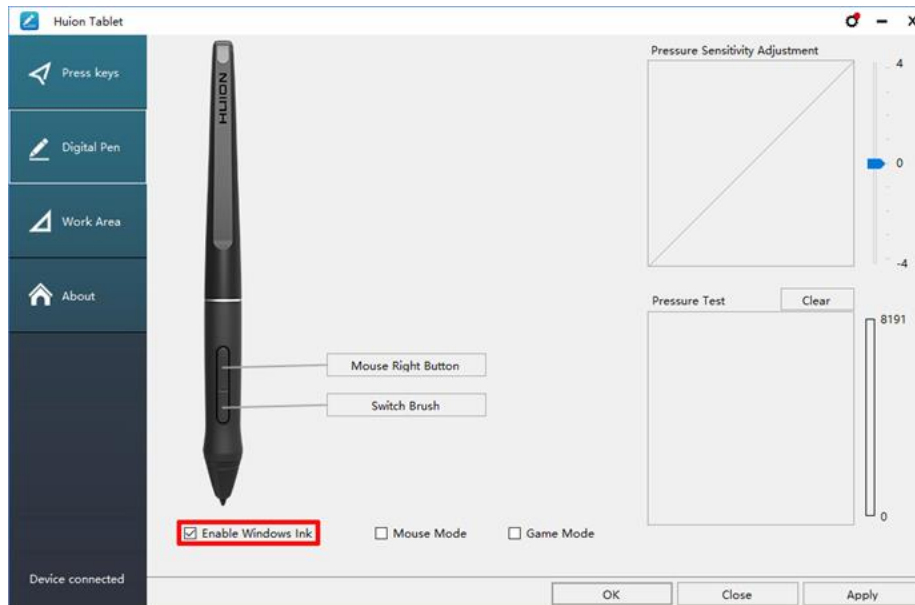 Huion Tablet
Press keys
Digital Pen
Work Area
About
Device connected
HUION
Mouse Right Button
Switch Brush
Enable Windows Ink
Mouse Mode
Game Mode
Pressure Sensitivity Adjustment
4
0
-4
Pressure Test
Clear
8191
0
OK
Close
Apply